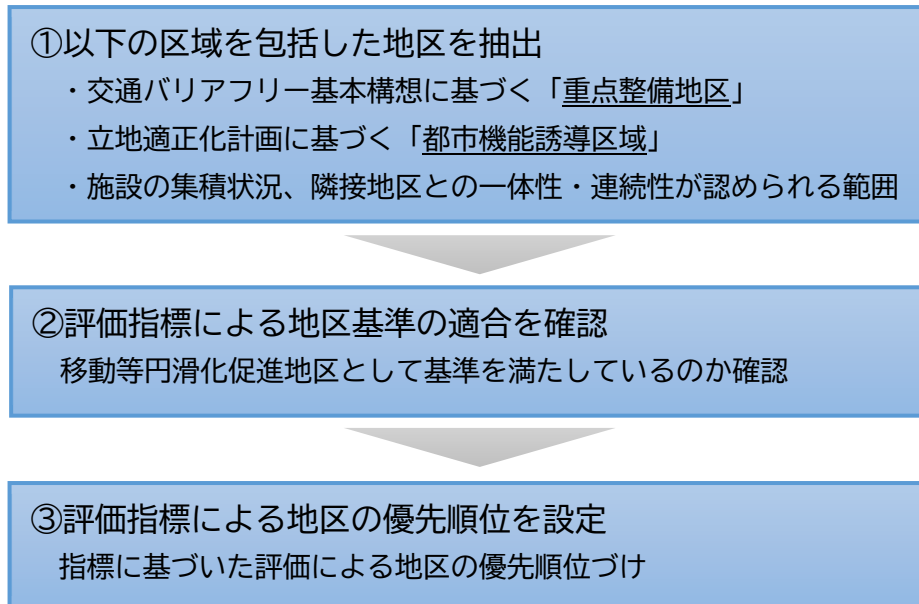 ①以下の区域を包括した地区を抽出
・交通バリアフリー基本構想に基づく「重点整備地区」
・立地適正化計画に基づく「都市機能誘導区域」
・施設の集積状況、隣接地区との一体性・連続性が認められる範囲
②評価指標による地区基準の適合を確認
移動等円滑化促進地区として基準を満たしているのか確認
③評価指標による地区の優先順位を設定
指標に基づいた評価による地区の優先順位づけ